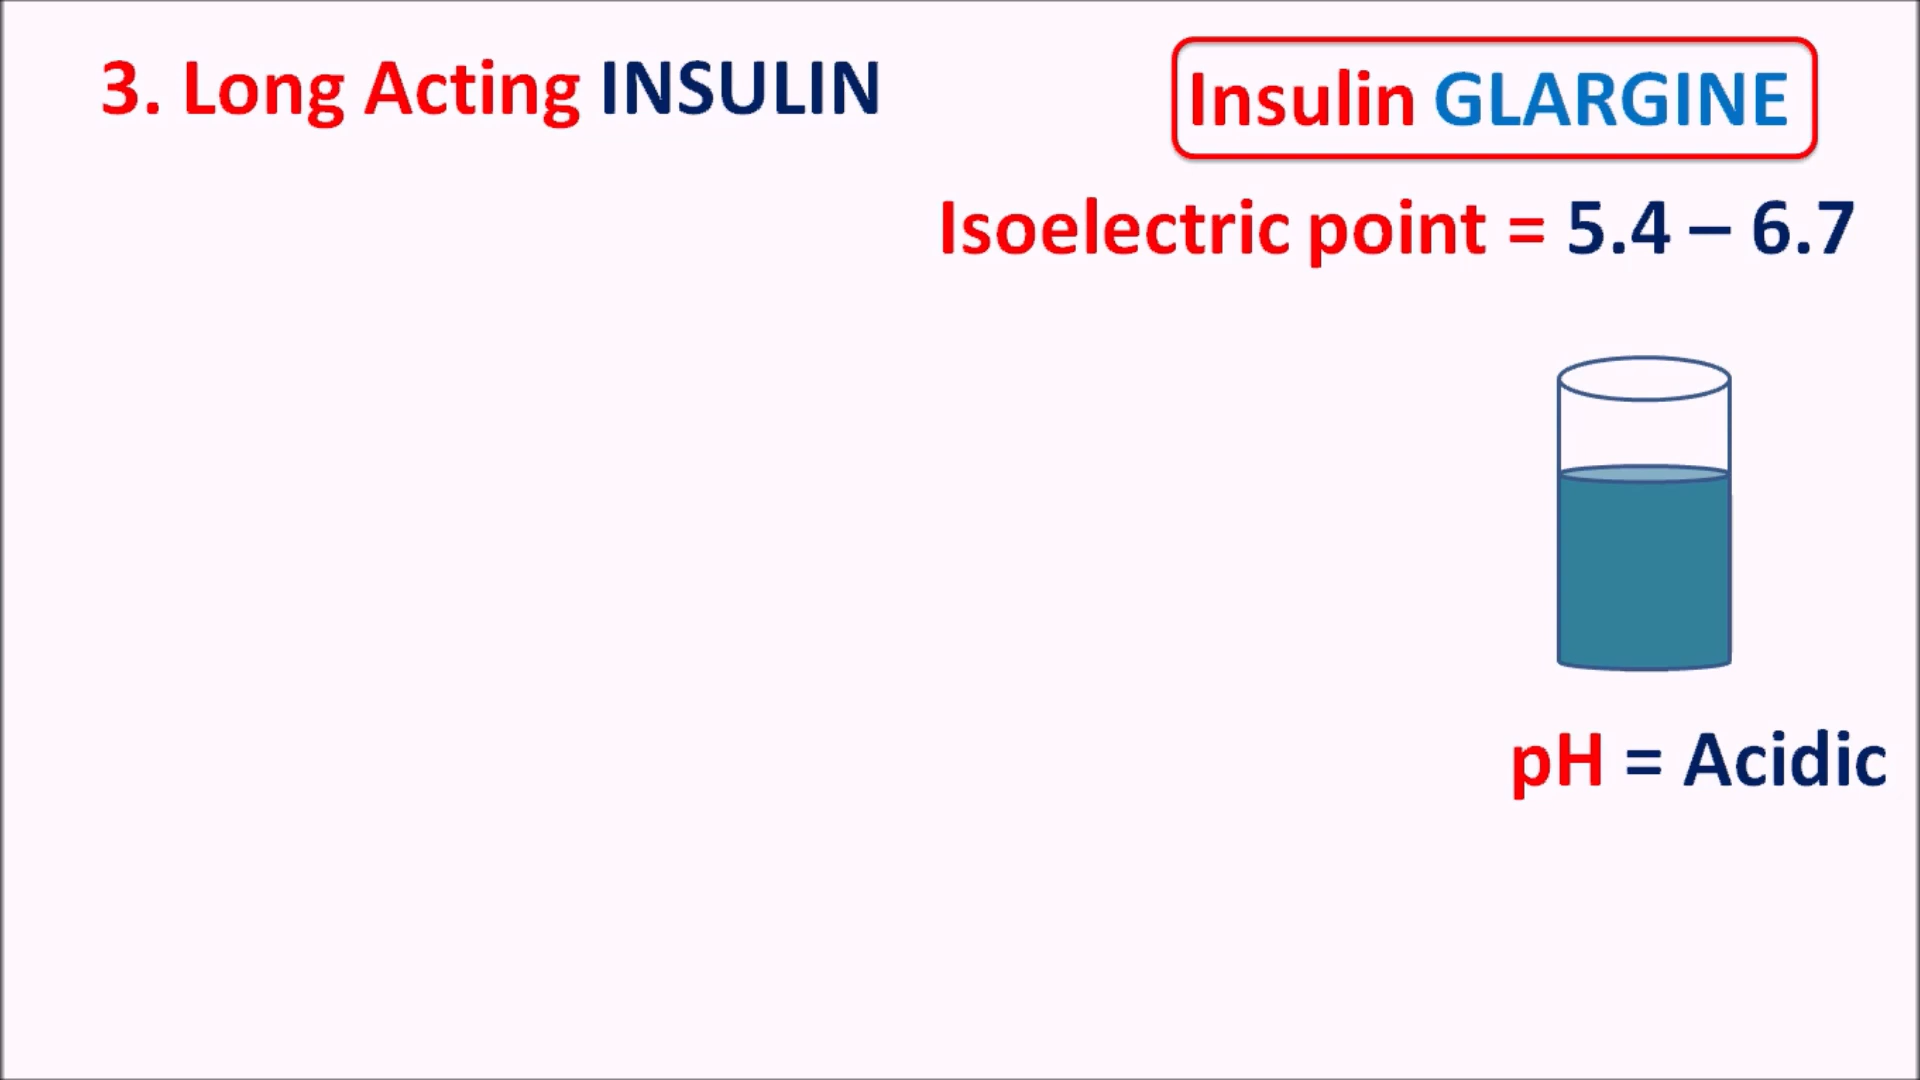 3. Long Acting INSULIN
Insulin GLARGINE
Isoelectric point = 5.4 – 6.7
pH = Acidic